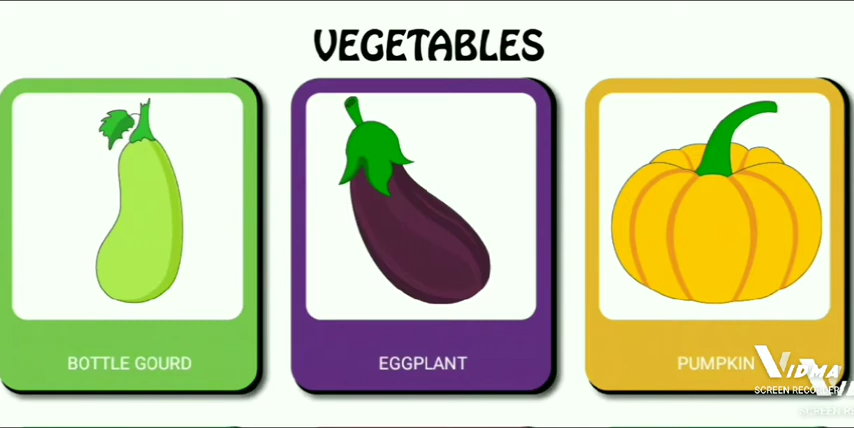 VEGETABLES
BOTTLE GOURD
EGGPLANT
PUMPKIN
VIDMA
SCREEN RECORDER